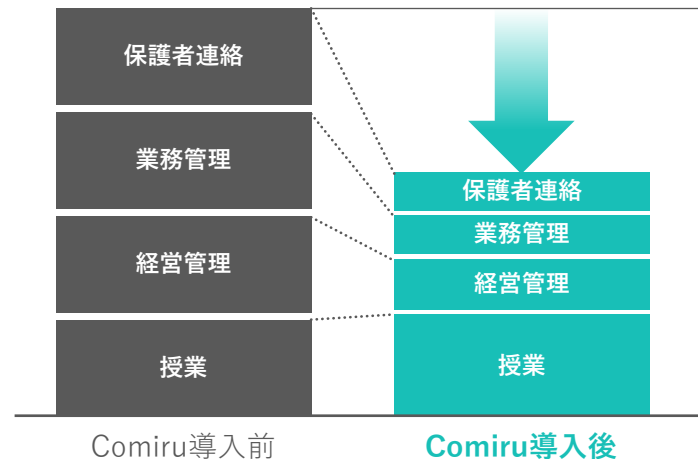 保護者連絡
業務管理
経営管理
授業
Comiru導入前
保護者連絡
業務管理
経営管理
授業
Comiru導入後